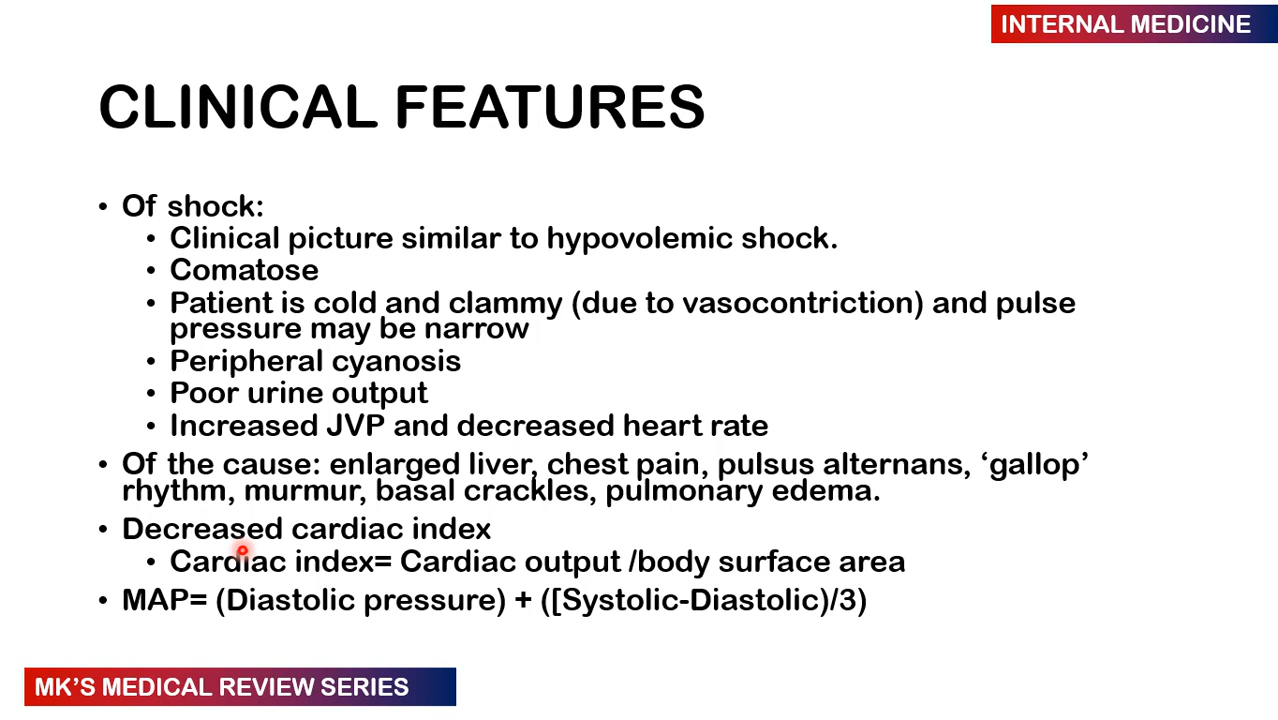 INTERNAL MEDICINE
CLINICAL FEATURES
• Of shock:
• Clinical picture similar to hypovolemic shock.
• Comatose
• Patient is cold and clammy (due to vasocontriction) and pulse
pressure may be narrow
• Peripheral cyanosis
• Poor urine output
• Increased JVP and decreased heart rate
• Of the cause: enlarged liver, chest pain, pulsus alternans, ‘gallop’
rhythm, murmur, basal crackles, pulmonary edema.
• Decreased cardiac index
• Cardiac index= Cardiac output /body surface area
• MAP= (Diastolic pressure) + ([Systolic-Diastolic)/3)
MK’S MEDICAL REVIEW SERIES